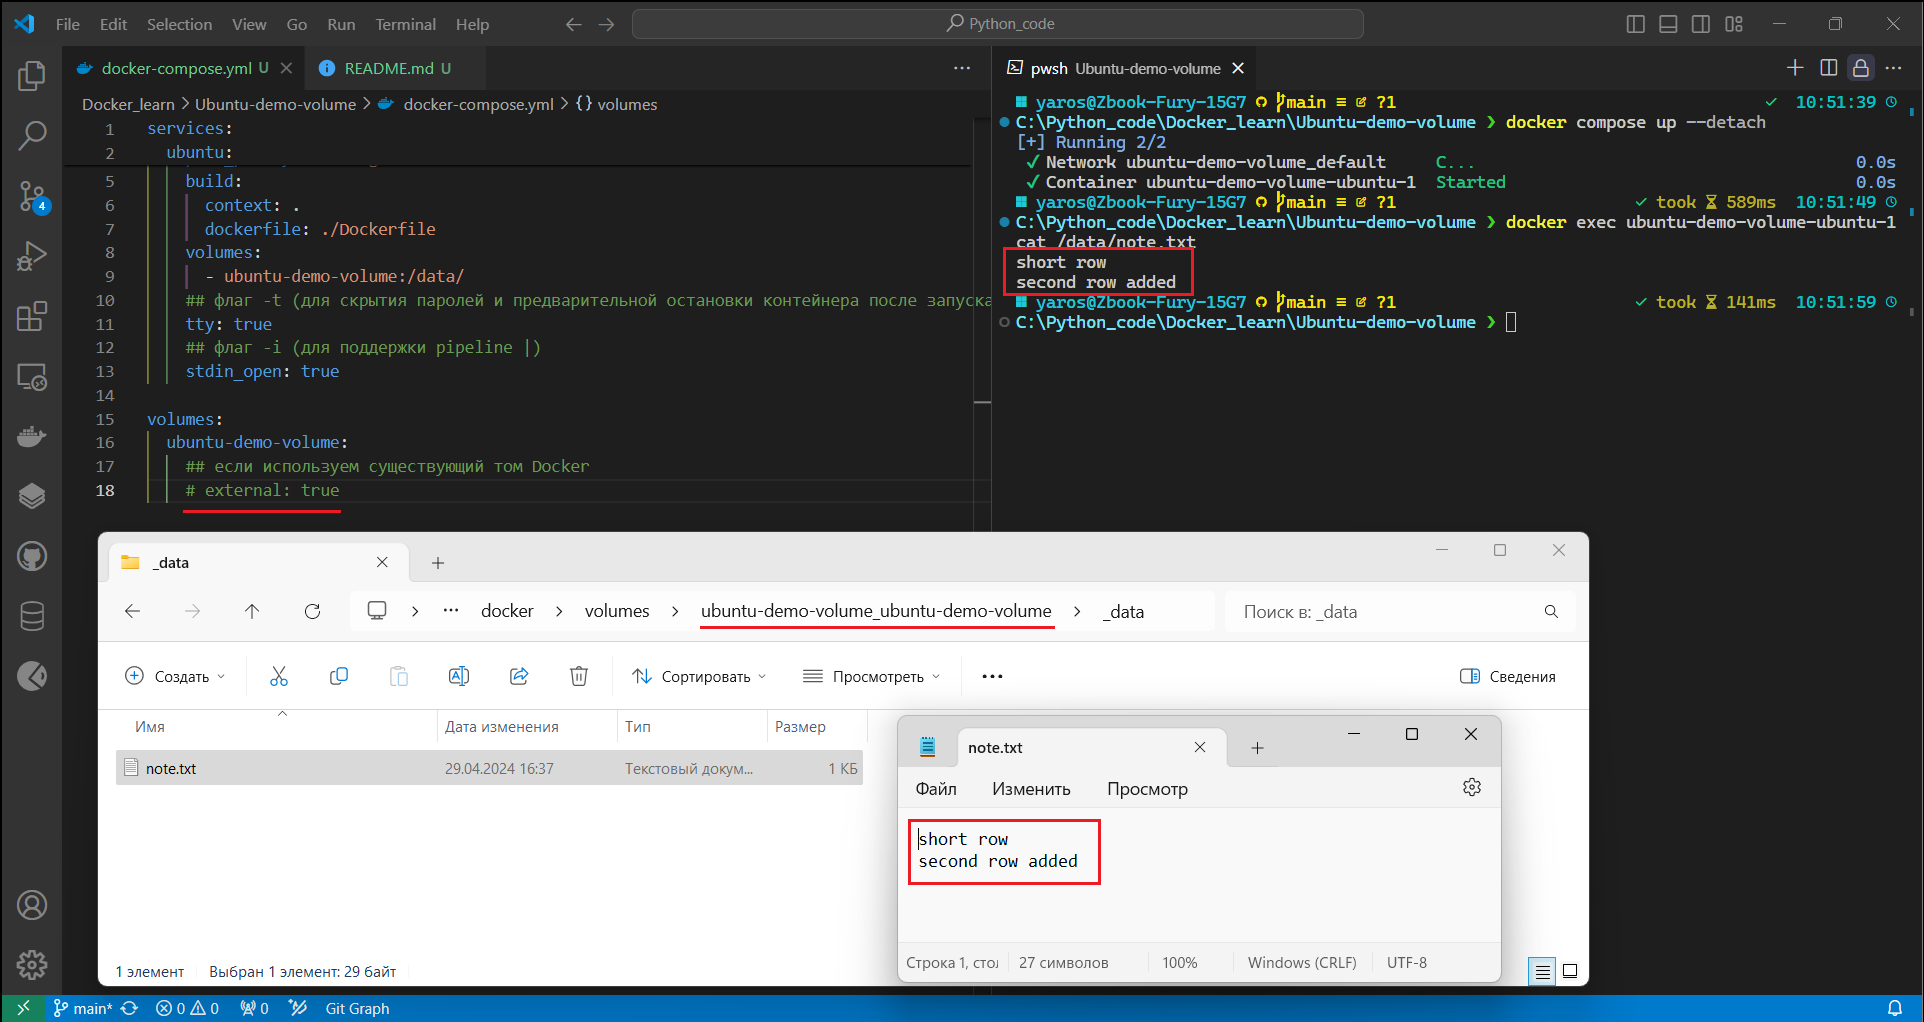 File Edit Selection View Go Run Terminal Help
Python_code
docker-compose.yml U
README.md U
Docker_learn > Ubuntu-demo-volume > docker-compose.yml > {} volumes
1 services:
2 ubuntu:
5 build:
6 context: .
7 dockerfile: ./Dockerfile
8 volumes:
9 - ubuntu-demo-volume:/data/
10 ## флаг -t (для скрытия паролей и предварительной остановки контейнера после запуска
11 tty: true
12 ## флаг -i (для поддержки pipeline |)
13 stdin_open: true
14
15 volumes:
16 ubuntu-demo-volume:
17 ## если используем существующий том Docker
18 # external: true
pwsh Ubuntu-demo-volume
yaros@Zbook-Fury-15G7 main ≡ ?1 ✓ 10:51:39
C:\Python_code\Docker_learn\Ubuntu-demo-volume ❯ docker compose up --detach
[+] Running 2/2
✓ Network ubuntu-demo-volume_default C... 0.0s
✓ Container ubuntu-demo-volume-ubuntu-1 Started 0.0s
yaros@Zbook-Fury-15G7 main ≡ ?1 ✓ took 589ms 10:51:49
C:\Python_code\Docker_learn\Ubuntu-demo-volume ❯ docker exec ubuntu-demo-volume-ubuntu-1
cat /data/note.txt
short row
second row added
yaros@Zbook-Fury-15G7 main ≡ ?1 ✓ took 141ms 10:51:59
C:\Python_code\Docker_learn\Ubuntu-demo-volume ❯
4
_data
docker > volumes > ubuntu-demo-volume_ubuntu-demo-volume > _data
Поиск в: _data
Создать
Сортировать
Просмотреть
Сведения
Имя Дата изменения Тип Размер
note.txt 29.04.2024 16:37 Текстовый докум... 1 КБ
1 элемент Выбран 1 элемент: 29 байт
note.txt
Файл Изменить Просмотр
short row
second row added
Строка 1, 27 символов 100% Windows (CRLF) UTF-8
main* 0 0 0 Git Graph